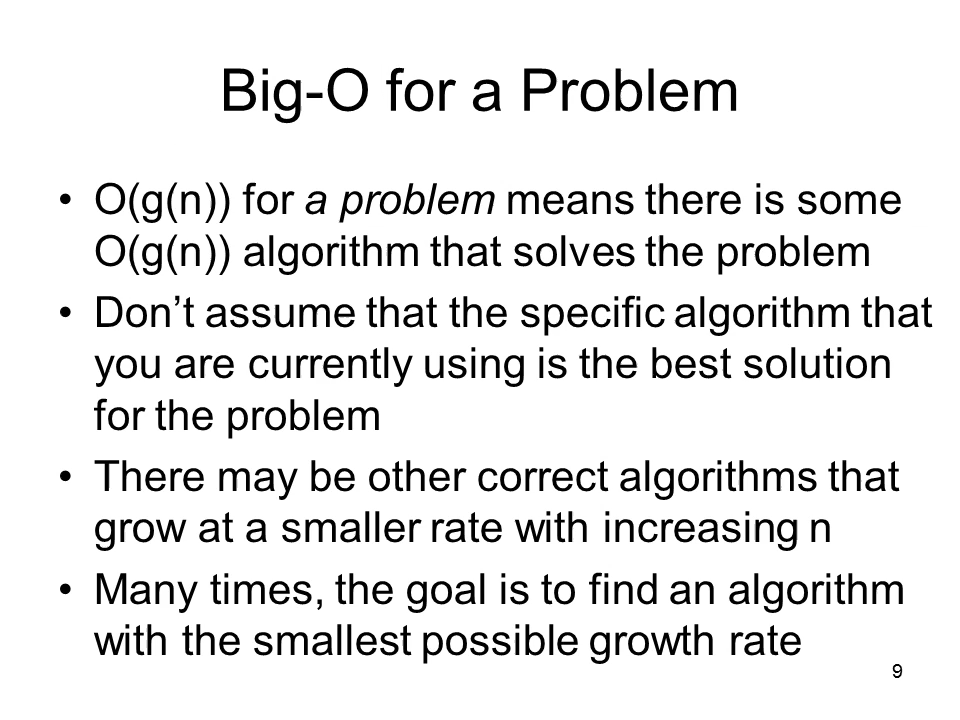 Big-O for a Problem
• O(g(n)) for a problem means there is some
O(g(n)) algorithm that solves the problem
• Don’t assume that the specific algorithm that
you are currently using is the best solution
for the problem
• There may be other correct algorithms that
grow at a smaller rate with increasing n
• Many times, the goal is to find an algorithm
with the smallest possible growth rate
9